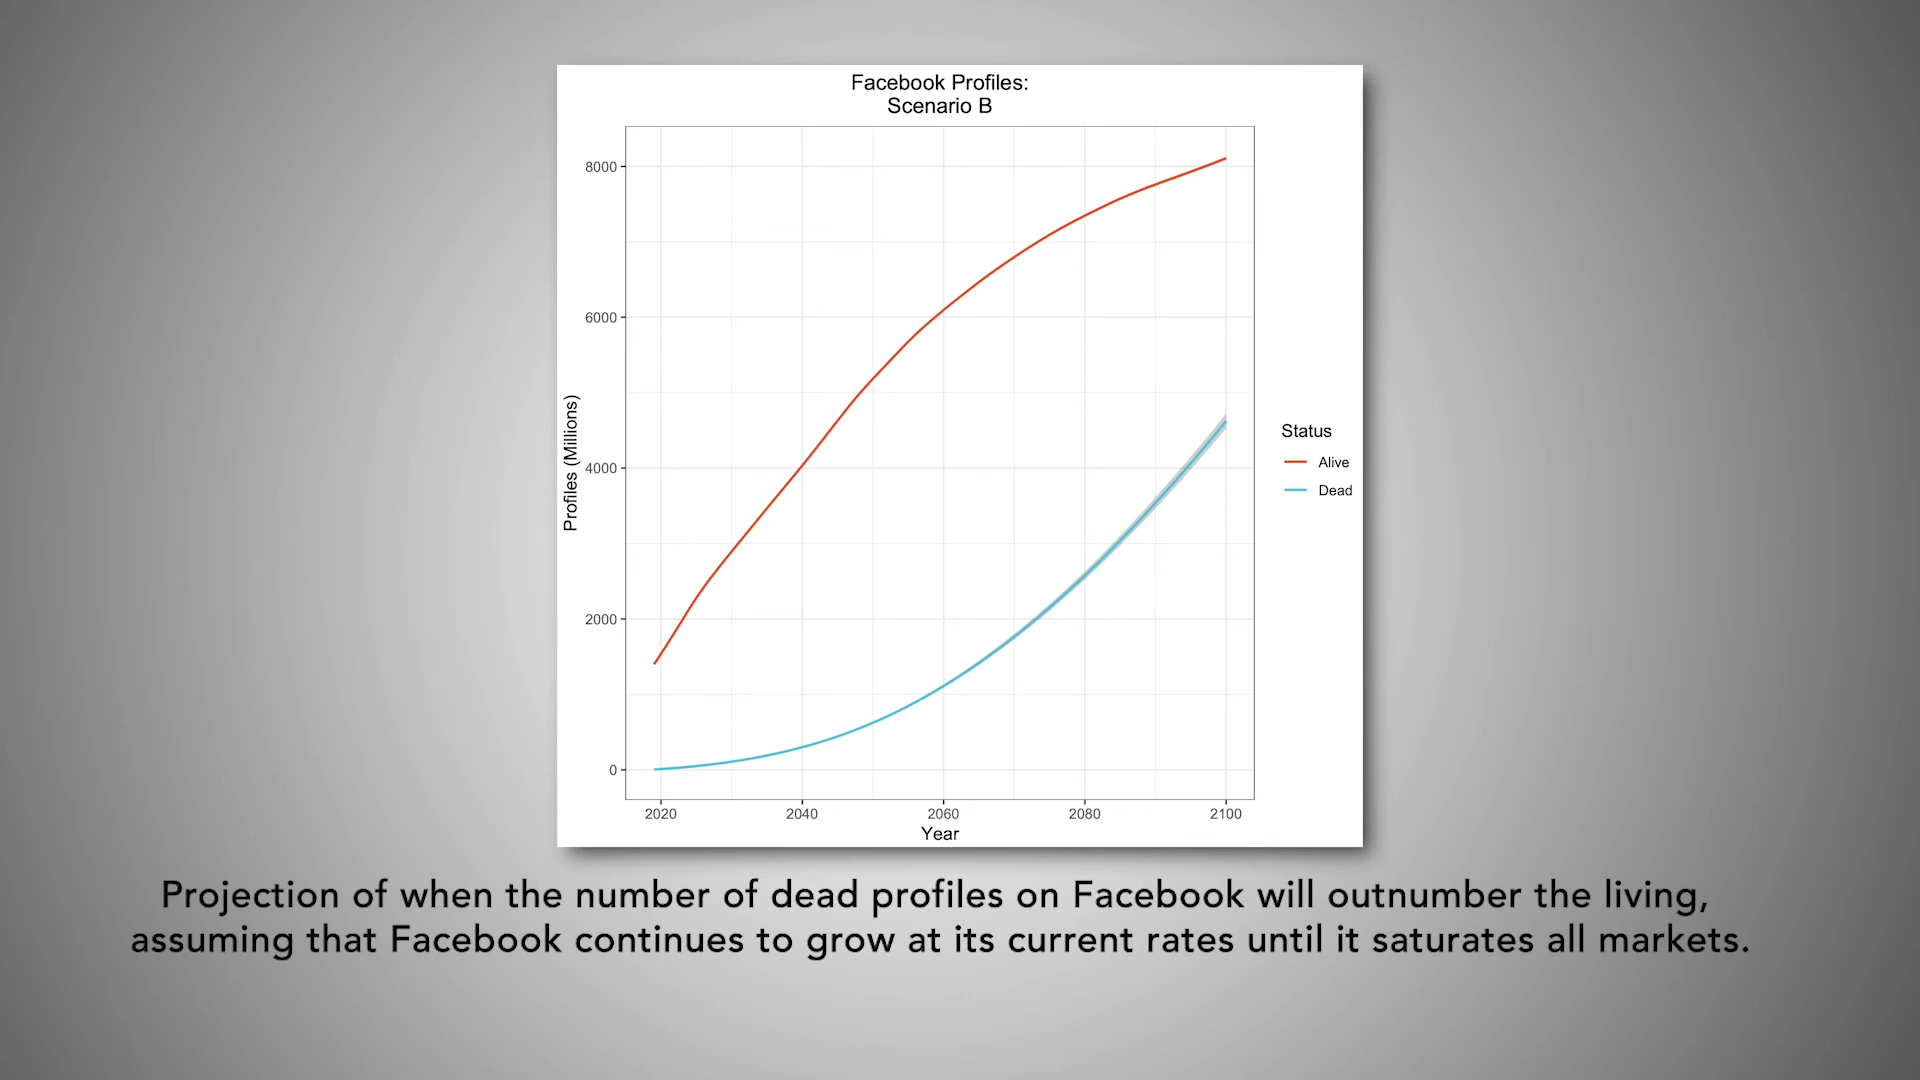 Facebook Profiles:
Scenario B
8000
6000
4000
2000
0
Profiles (Millions)
2020 2040 2060 2080 2100
Year
Status
Alive
Dead
Projection of when the number of dead profiles on Facebook will outnumber the living,
assuming that Facebook continues to grow at its current rates until it saturates all markets.